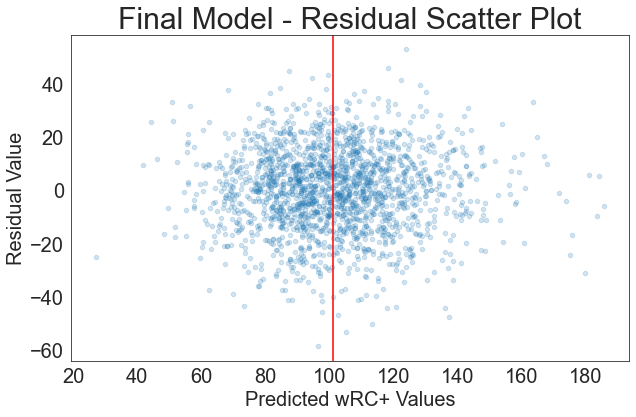 Final Model - Residual Scatter Plot
Residual Value
40
20
0
−20
−40
−60
20 40 60 80 100 120 140 160 180
Predicted wRC+ Values